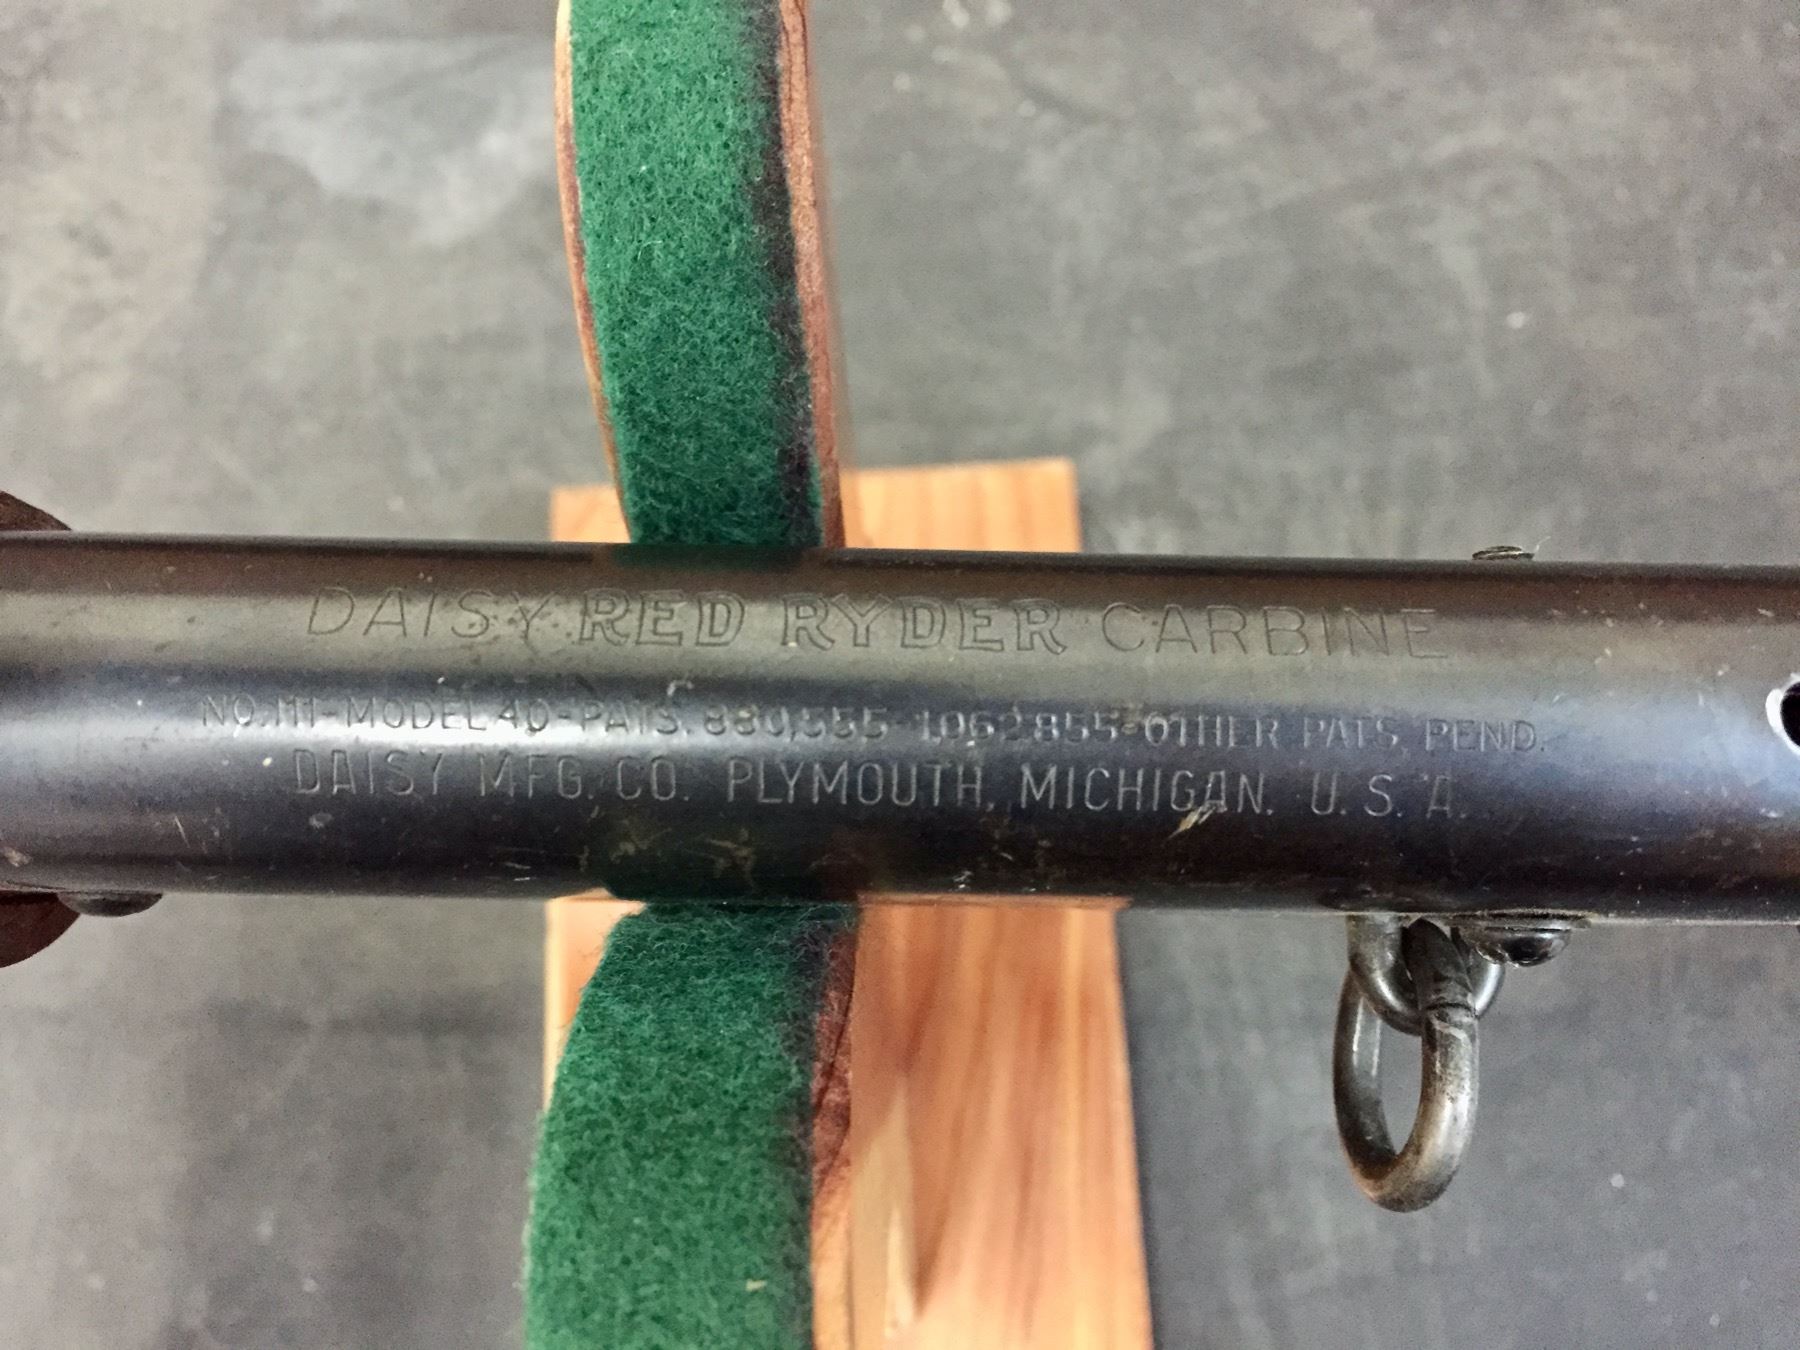 DAISY RED RYDER CARBINE
NO. 111-MODEL 40-PATS. 880,555-1062855-OTHER PATS. PEND.
DAISY MFG. CO. PLYMOUTH, MICHIGAN. U. S. A.